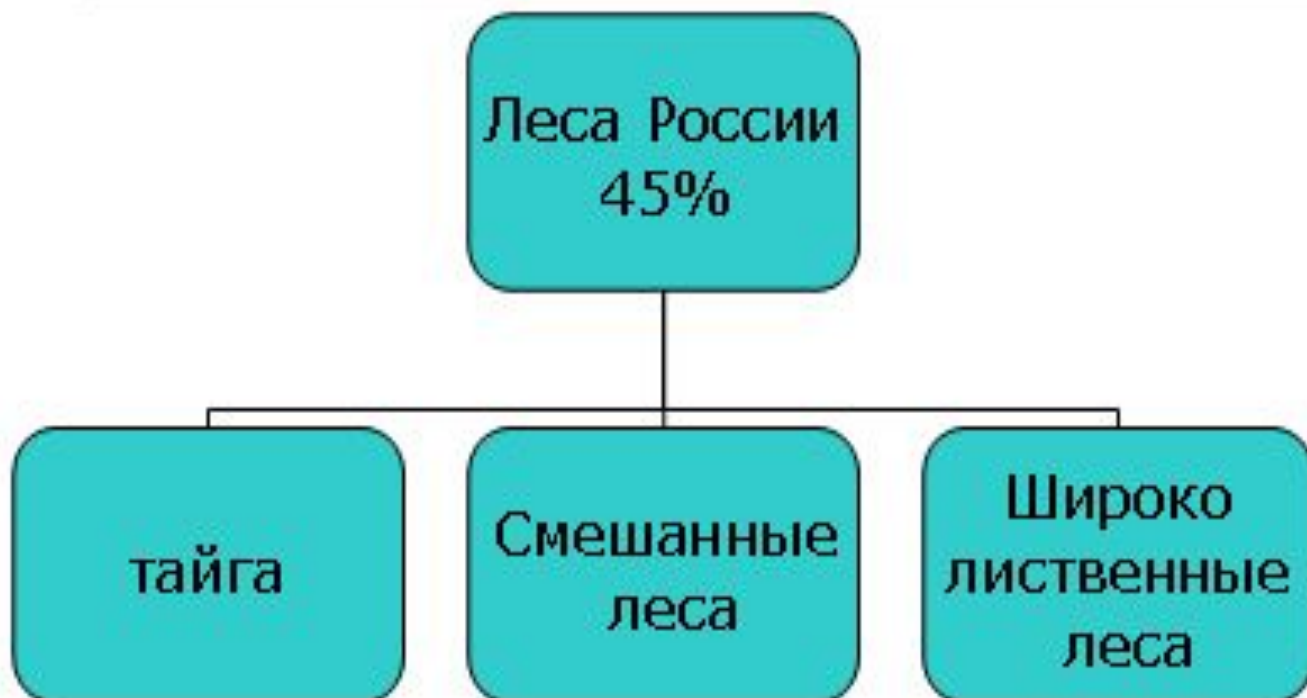 Леса России
45%
тайга
Смешанные
леса
Широко
лиственные
леса